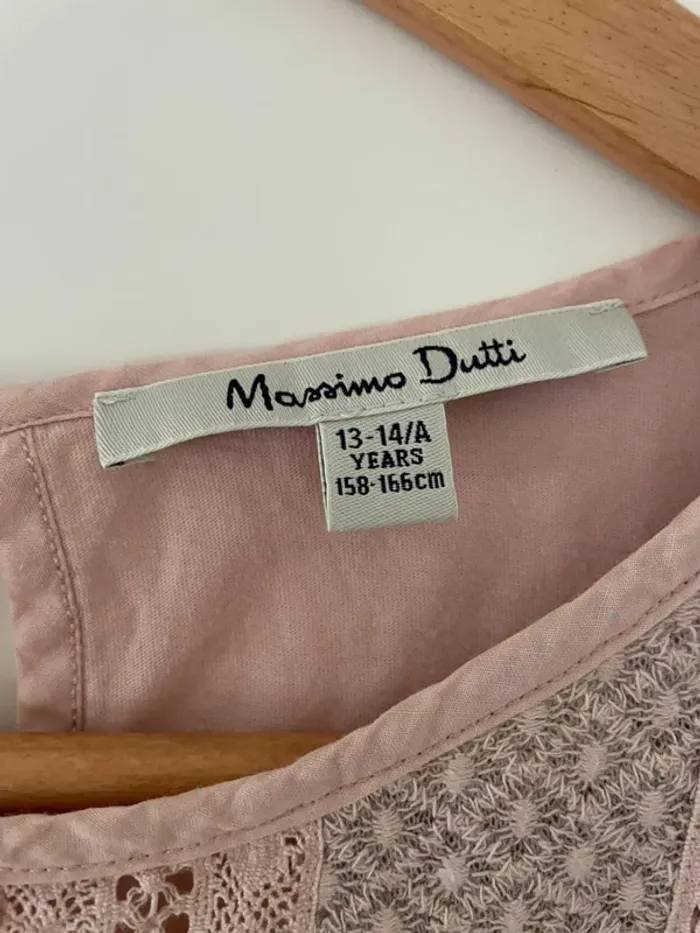 Massimo Dutti
13-14/A
YEARS
158-166cm